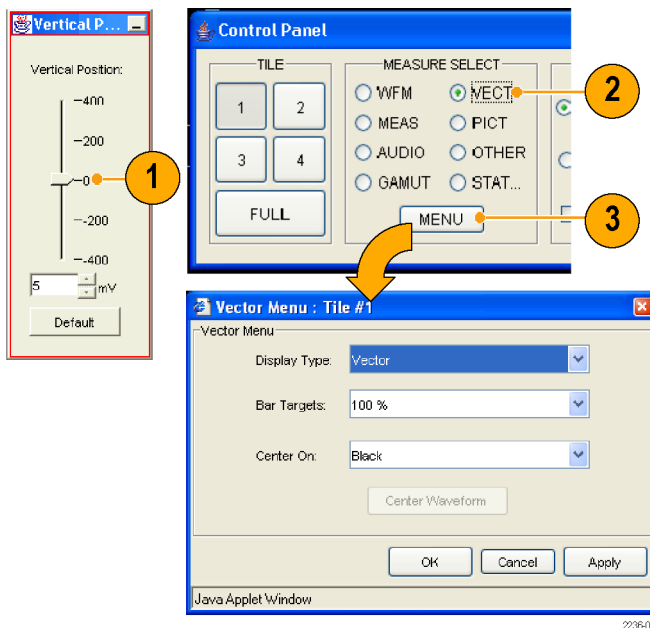 Vertical P...
Vertical Position:
-400
-200
-0
--200
--400
5 mV
Default
1
Control Panel
TILE
1 2
3 4
FULL
MEASURE SELECT
WFM VECT
MEAS PICT
AUDIO OTHER
GAMUT STAT...
MENU
2
3
Vector Menu : Tile #1
Vector Menu
Display Type: Vector
Bar Targets: 100 %
Center On: Black
Center Waveform
OK Cancel Apply
Java Applet Window